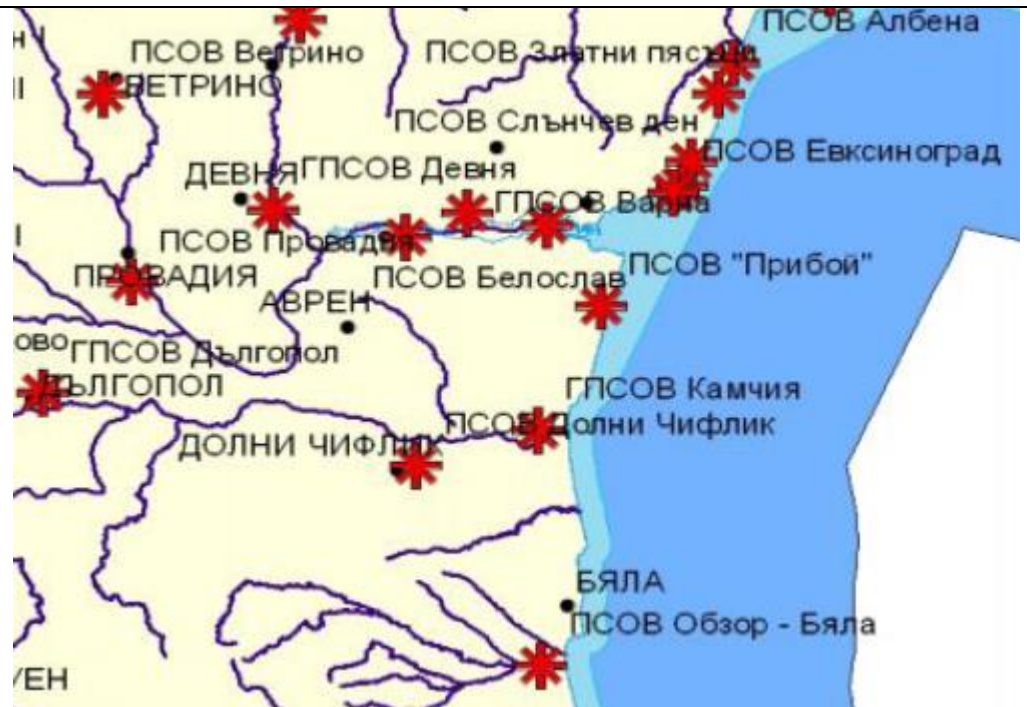 ПСОВ Албена
ПСОВ Ветрино
ПСОВ Златни пясъци
ВЕТРИНО
ПСОВ Слънчев ден
ПСОВ Евксиноград
ГПСОВ Девня
ДЕВНЯ
ГПСОВ Варна
ПСОВ Провадия
ПСОВ "Прибой"
ПРОВАДИЯ
ПСОВ Белослав
АВРЕН
ОВО
ГПСОВ Дългопол
ДЪЛГОПОЛ
ГПСОВ Камчия
ПСОВ Долни Чифлик
ДОЛНИ ЧИФЛИК
БЯЛА
ПСОВ Обзор - Бяла
УЕН